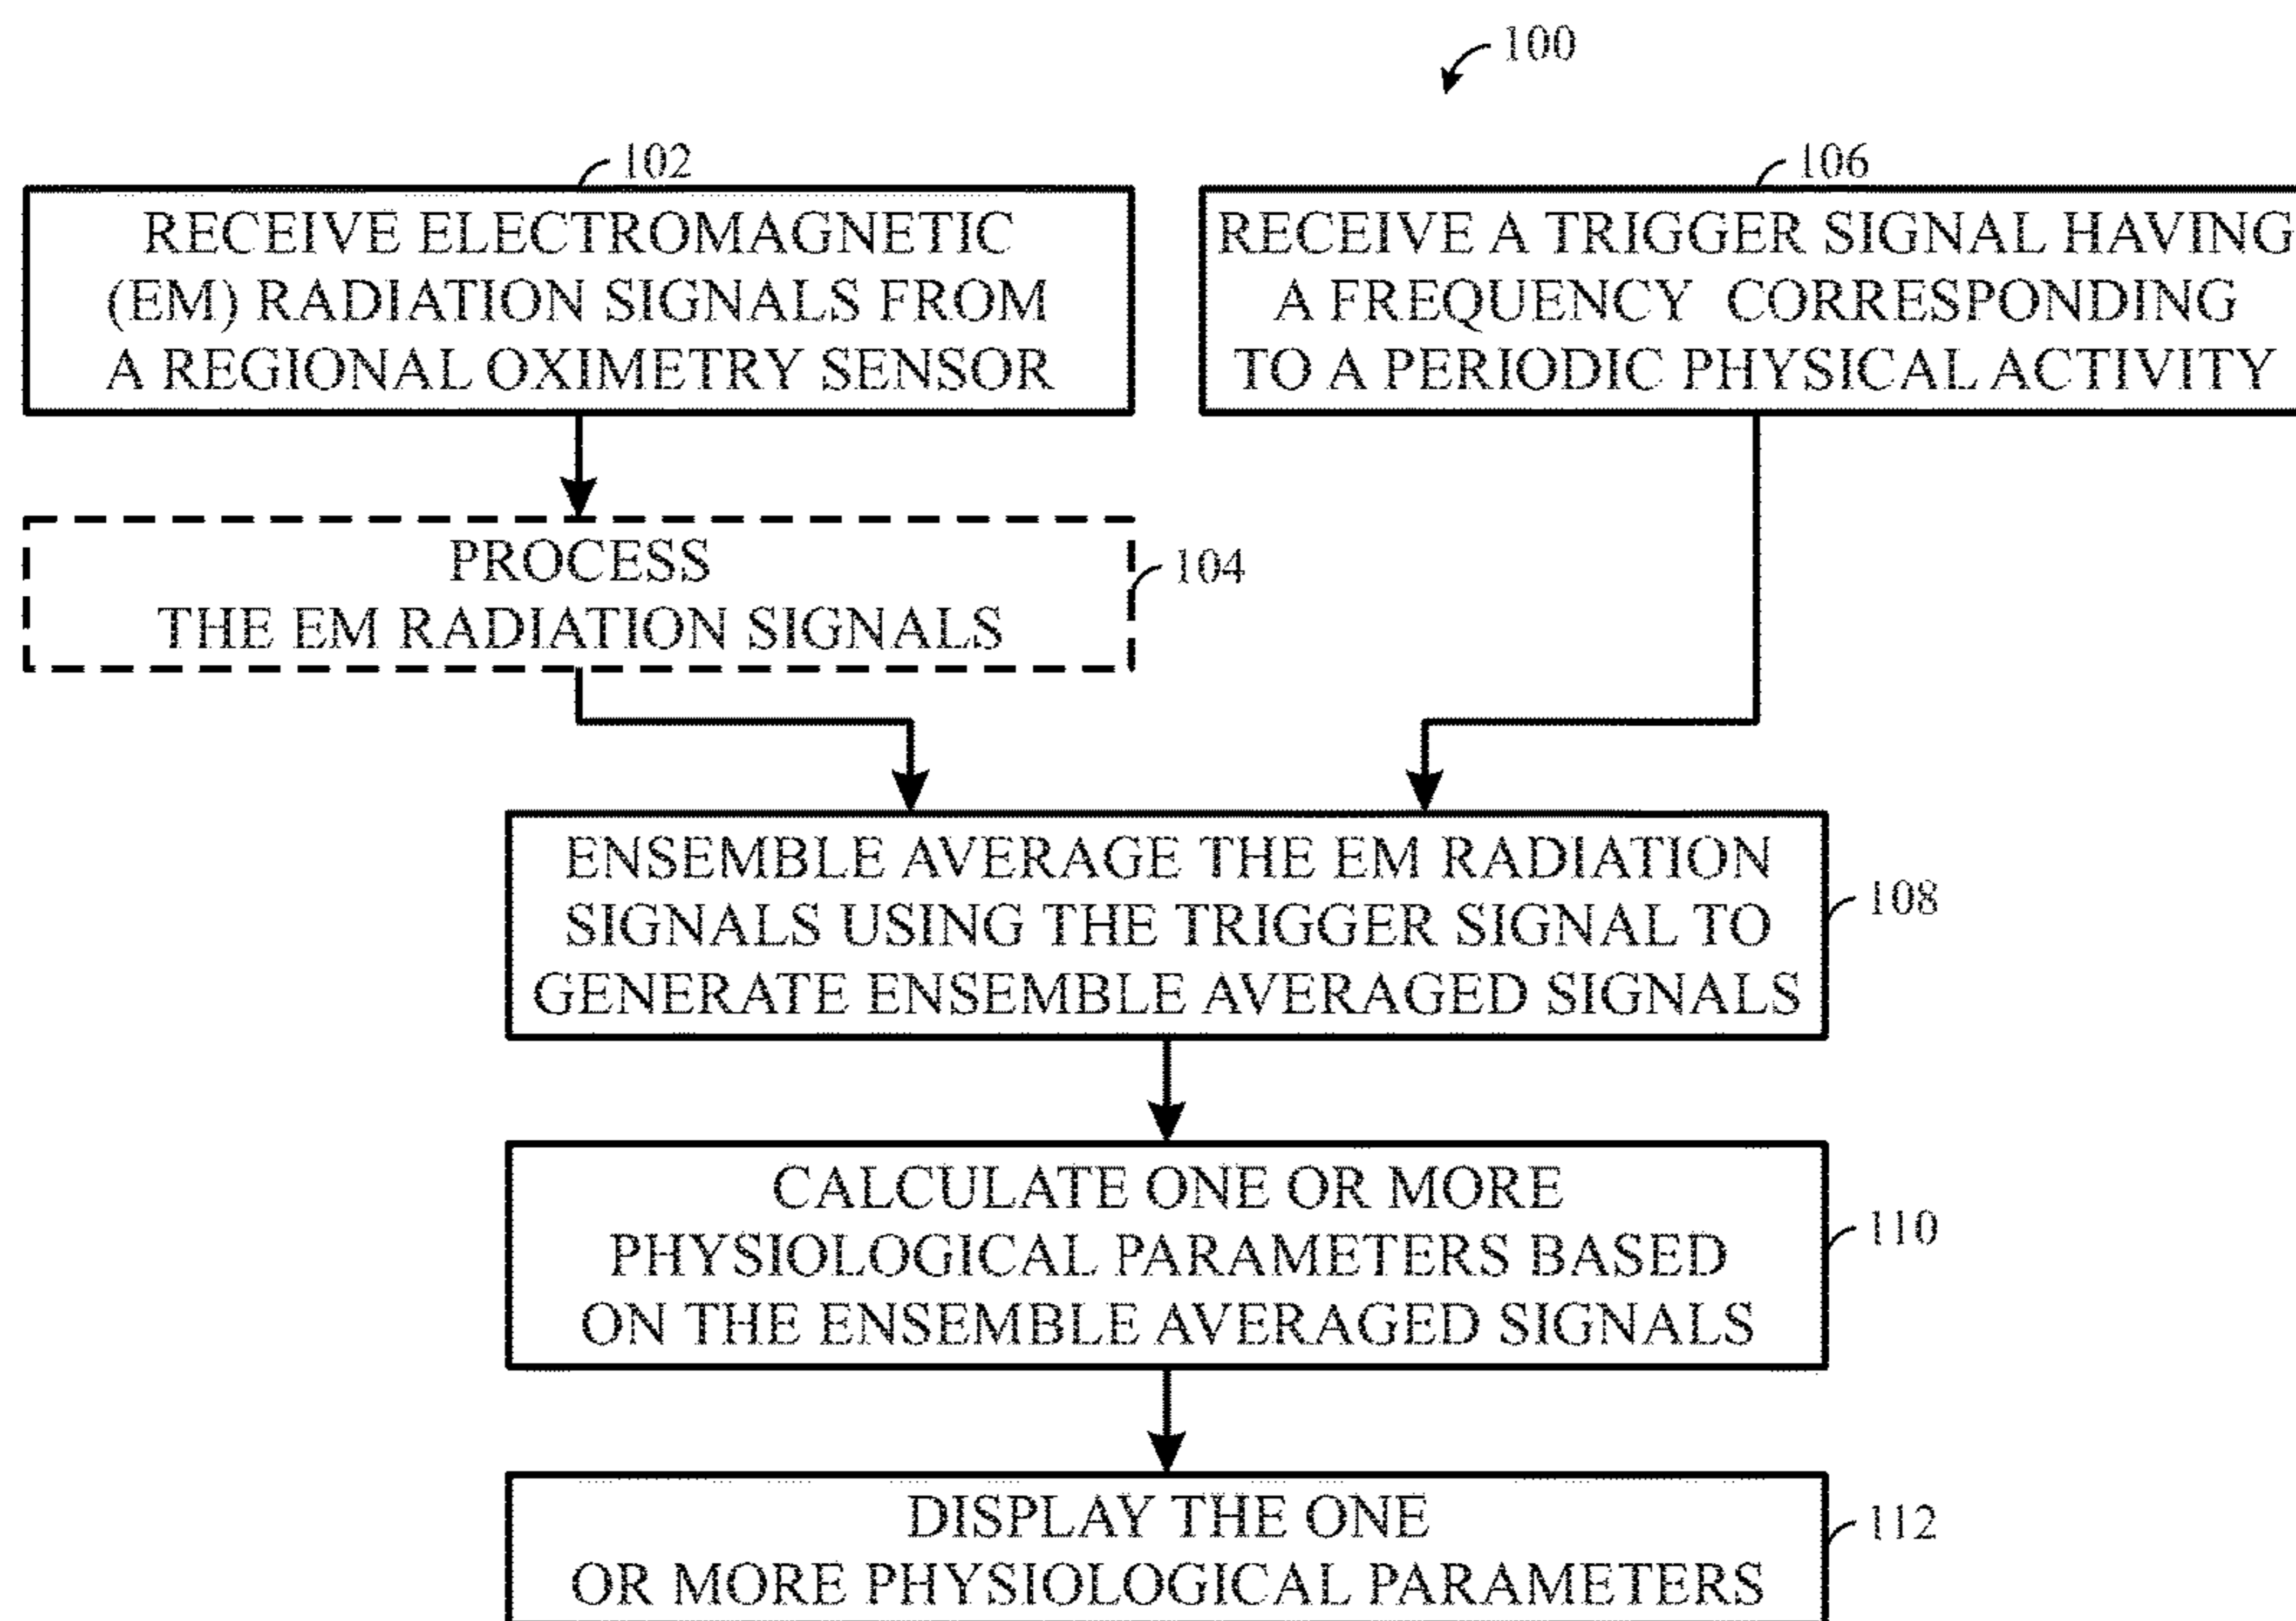 100
102
RECEIVE ELECTROMAGNETIC
(EM) RADIATION SIGNALS FROM
A REGIONAL OXIMETRY SENSOR
106
RECEIVE A TRIGGER SIGNAL HAVING
A FREQUENCY CORRESPONDING
TO A PERIODIC PHYSICAL ACTIVITY
PROCESS
THE EM RADIATION SIGNALS
104
ENSEMBLE AVERAGE THE EM RADIATION
SIGNALS USING THE TRIGGER SIGNAL TO
GENERATE ENSEMBLE AVERAGED SIGNALS
108
CALCULATE ONE OR MORE
PHYSIOLOGICAL PARAMETERS BASED
ON THE ENSEMBLE AVERAGED SIGNALS
110
DISPLAY THE ONE
OR MORE PHYSIOLOGICAL PARAMETERS
112